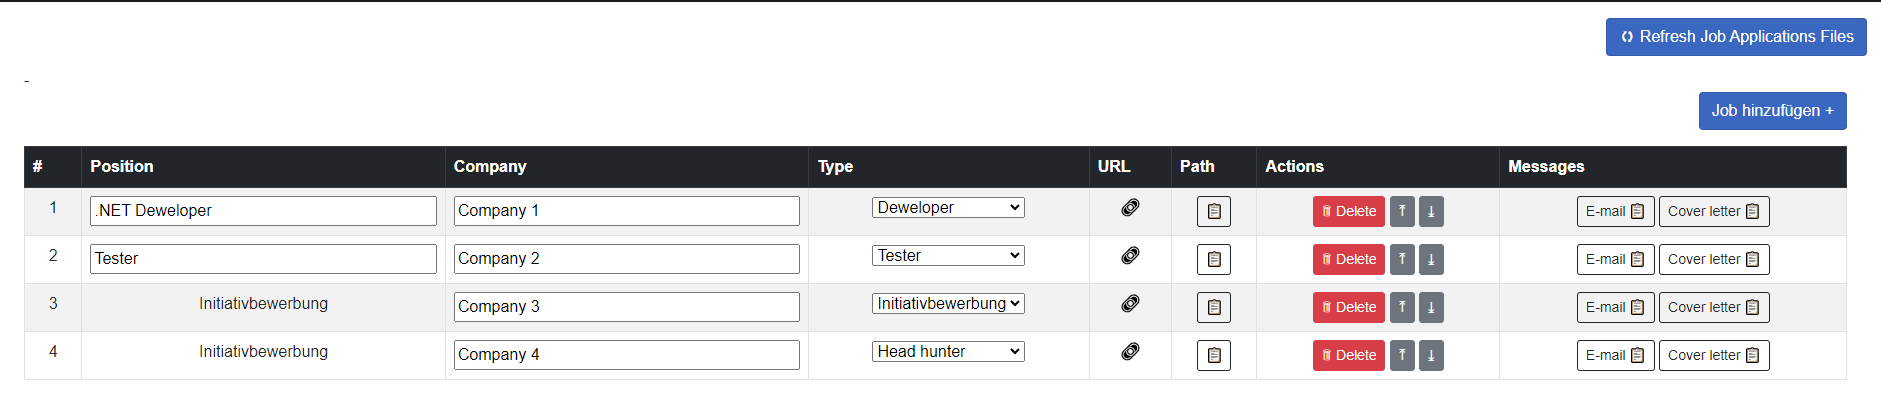 Refresh Job Applications Files
-
Job hinzufügen +
# Position Company Type URL Path Actions Messages
1 .NET Deweloper Company 1 Deweloper Delete E-mail Cover letter
2 Tester Company 2 Tester Delete E-mail Cover letter
3 Initiativbewerbung Company 3 Initiativbewerbung Delete E-mail Cover letter
4 Initiativbewerbung Company 4 Head hunter Delete E-mail Cover letter